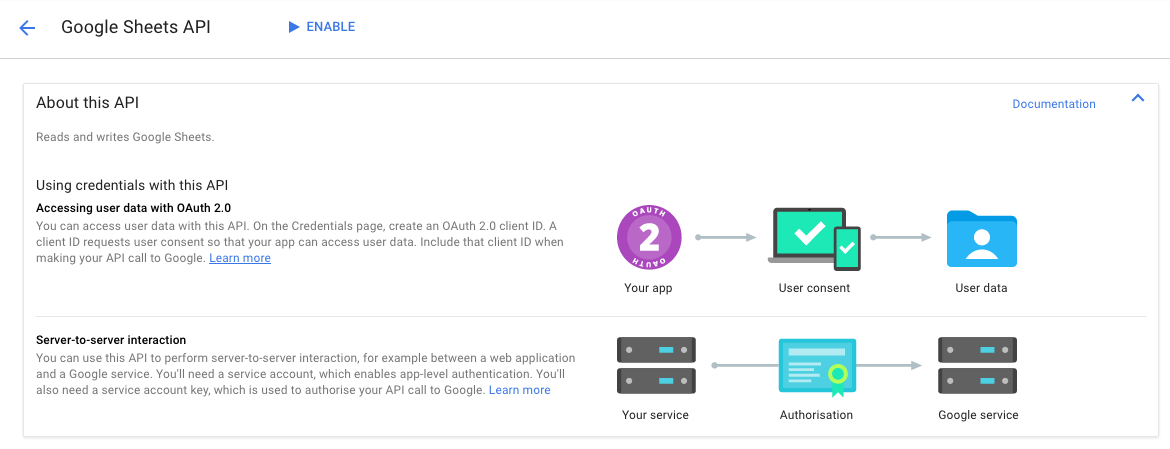 Google Sheets API
ENABLE
About this API
Documentation
Reads and writes Google Sheets.
Using credentials with this API
Accessing user data with OAuth 2.0
You can access user data with this API. On the Credentials page, create an OAuth 2.0 client ID. A
client ID requests user consent so that your app can access user data. Include that client ID when
making your API call to Google. Learn more
OAUTH
2
OAUTH
Your app
User consent
User data
Server-to-server interaction
You can use this API to perform server-to-server interaction, for example between a web application
and a Google service. You'll need a service account, which enables app-level authentication. You'll
also need a service account key, which is used to authorise your API call to Google. Learn more
Your service
Authorisation
Google service